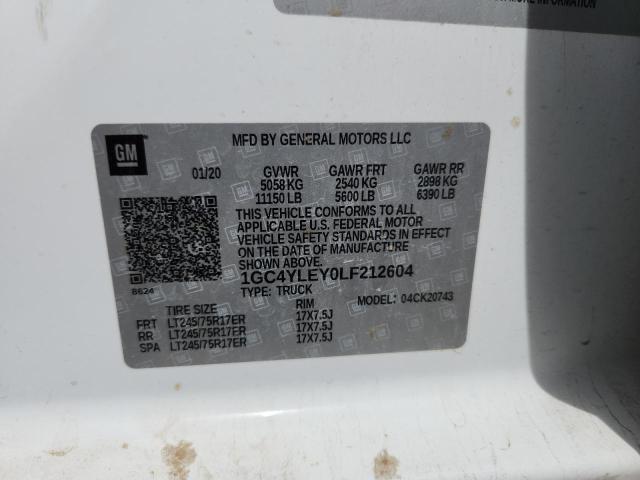 MORE INFORMATION
GM
MFD BY GENERAL MOTORS LLC
01/20 GVWR GAWR FRT GAWR RR
5058 KG 2540 KG 2898 KG
11150 LB 5600 LB 6390 LB
THIS VEHICLE CONFORMS TO ALL
APPLICABLE U.S. FEDERAL MOTOR
VEHICLE SAFETY STANDARDS IN EFFECT
ON THE DATE OF MANUFACTURE
SHOWN ABOVE.
1GC4YLEY0LF212604
8624
TYPE: TRUCK MODEL: 04CK20743
TIRE SIZE RIM
FRT LT245/75R17ER 17X7.5J
RR LT245/75R17ER 17X7.5J
SPA LT245/75R17ER 17X7.5J